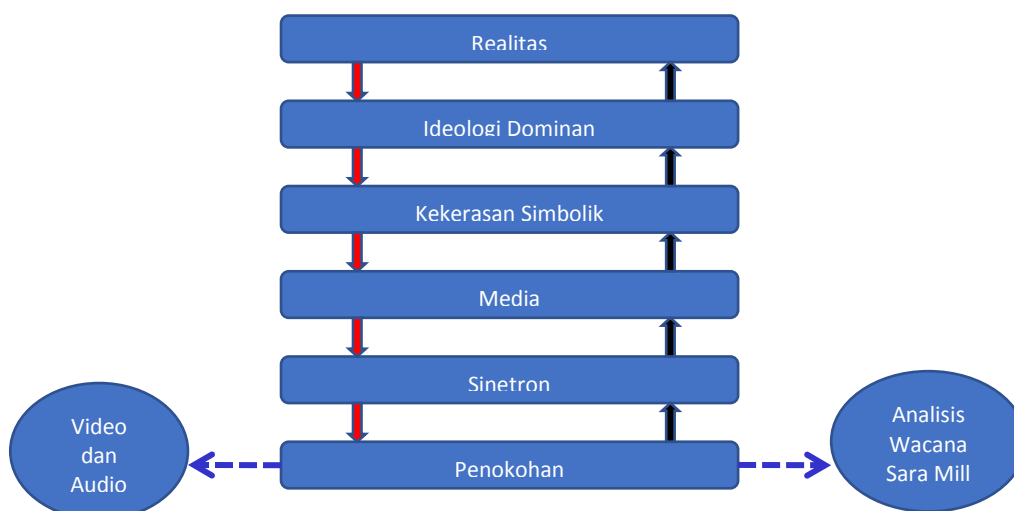 Realitas
Ideologi Dominan
Kekerasan Simbolik
Media
Sinetron
Penokohan
Video
dan
Audio
Analisis
Wacana
Sara Mill